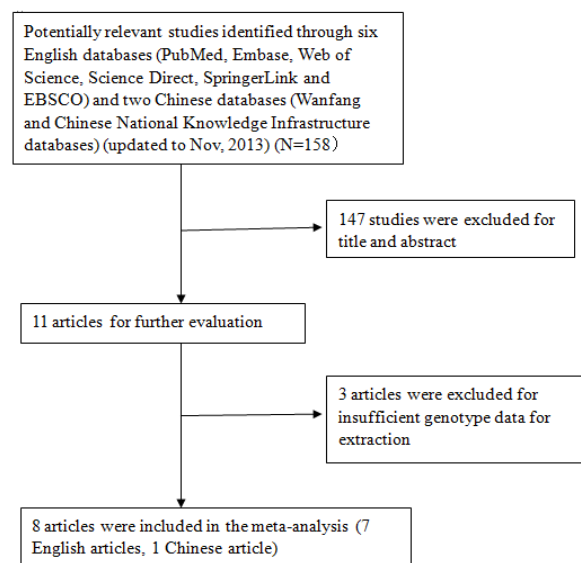 Potentially relevant studies identified through six
English databases (PubMed, Embase, Web of
Science, Science Direct, SpringerLink and
EBSCO) and two Chinese databases (Wanfang
and Chinese National Knowledge Infrastructure
databases) (updated to Nov, 2013) (N=158）
147 studies were excluded for
title and abstract
11 articles for further evaluation
3 articles were excluded for
insufficient genotype data for
extraction
8 articles were included in the meta-analysis (7
English articles, 1 Chinese article)